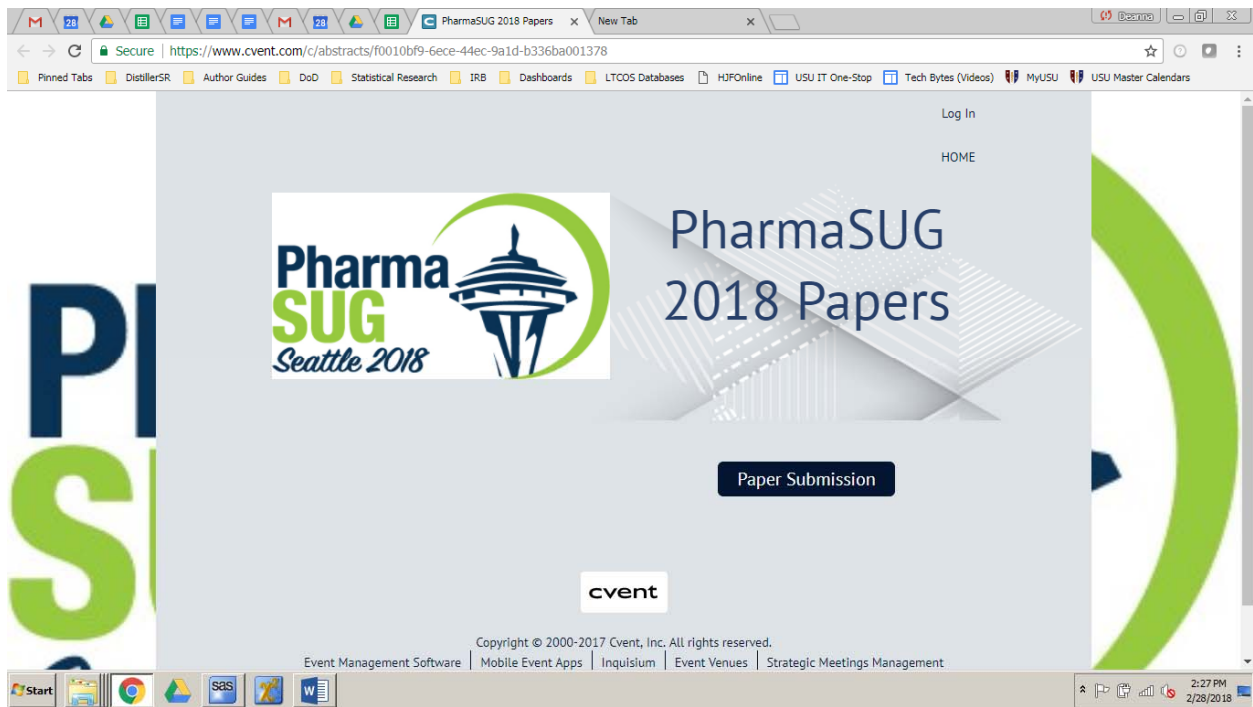 28
28
PharmaSUG 2018 Papers
New Tab
Deanna
Secure
https://www.cvent.com/c/abstracts/f0010bf9-6ece-44ec-9a1d-b336ba001378
Pinned Tabs DistillerSR Author Guides DoD Statistical Research IRB Dashboards LTCOS Databases HJFOnline USU IT One-Stop Tech Bytes (Videos) MyUSU USU Master Calendars
Log In
HOME
Pharma
SUG
Seattle 2018
PharmaSUG
2018 Papers
Paper Submission
cvent
Copyright © 2000-2017 Cvent, Inc. All rights reserved.
Event Management Software | Mobile Event Apps | Inquisium | Event Venues | Strategic Meetings Management
Start
sas
2:27 PM
2/28/2018